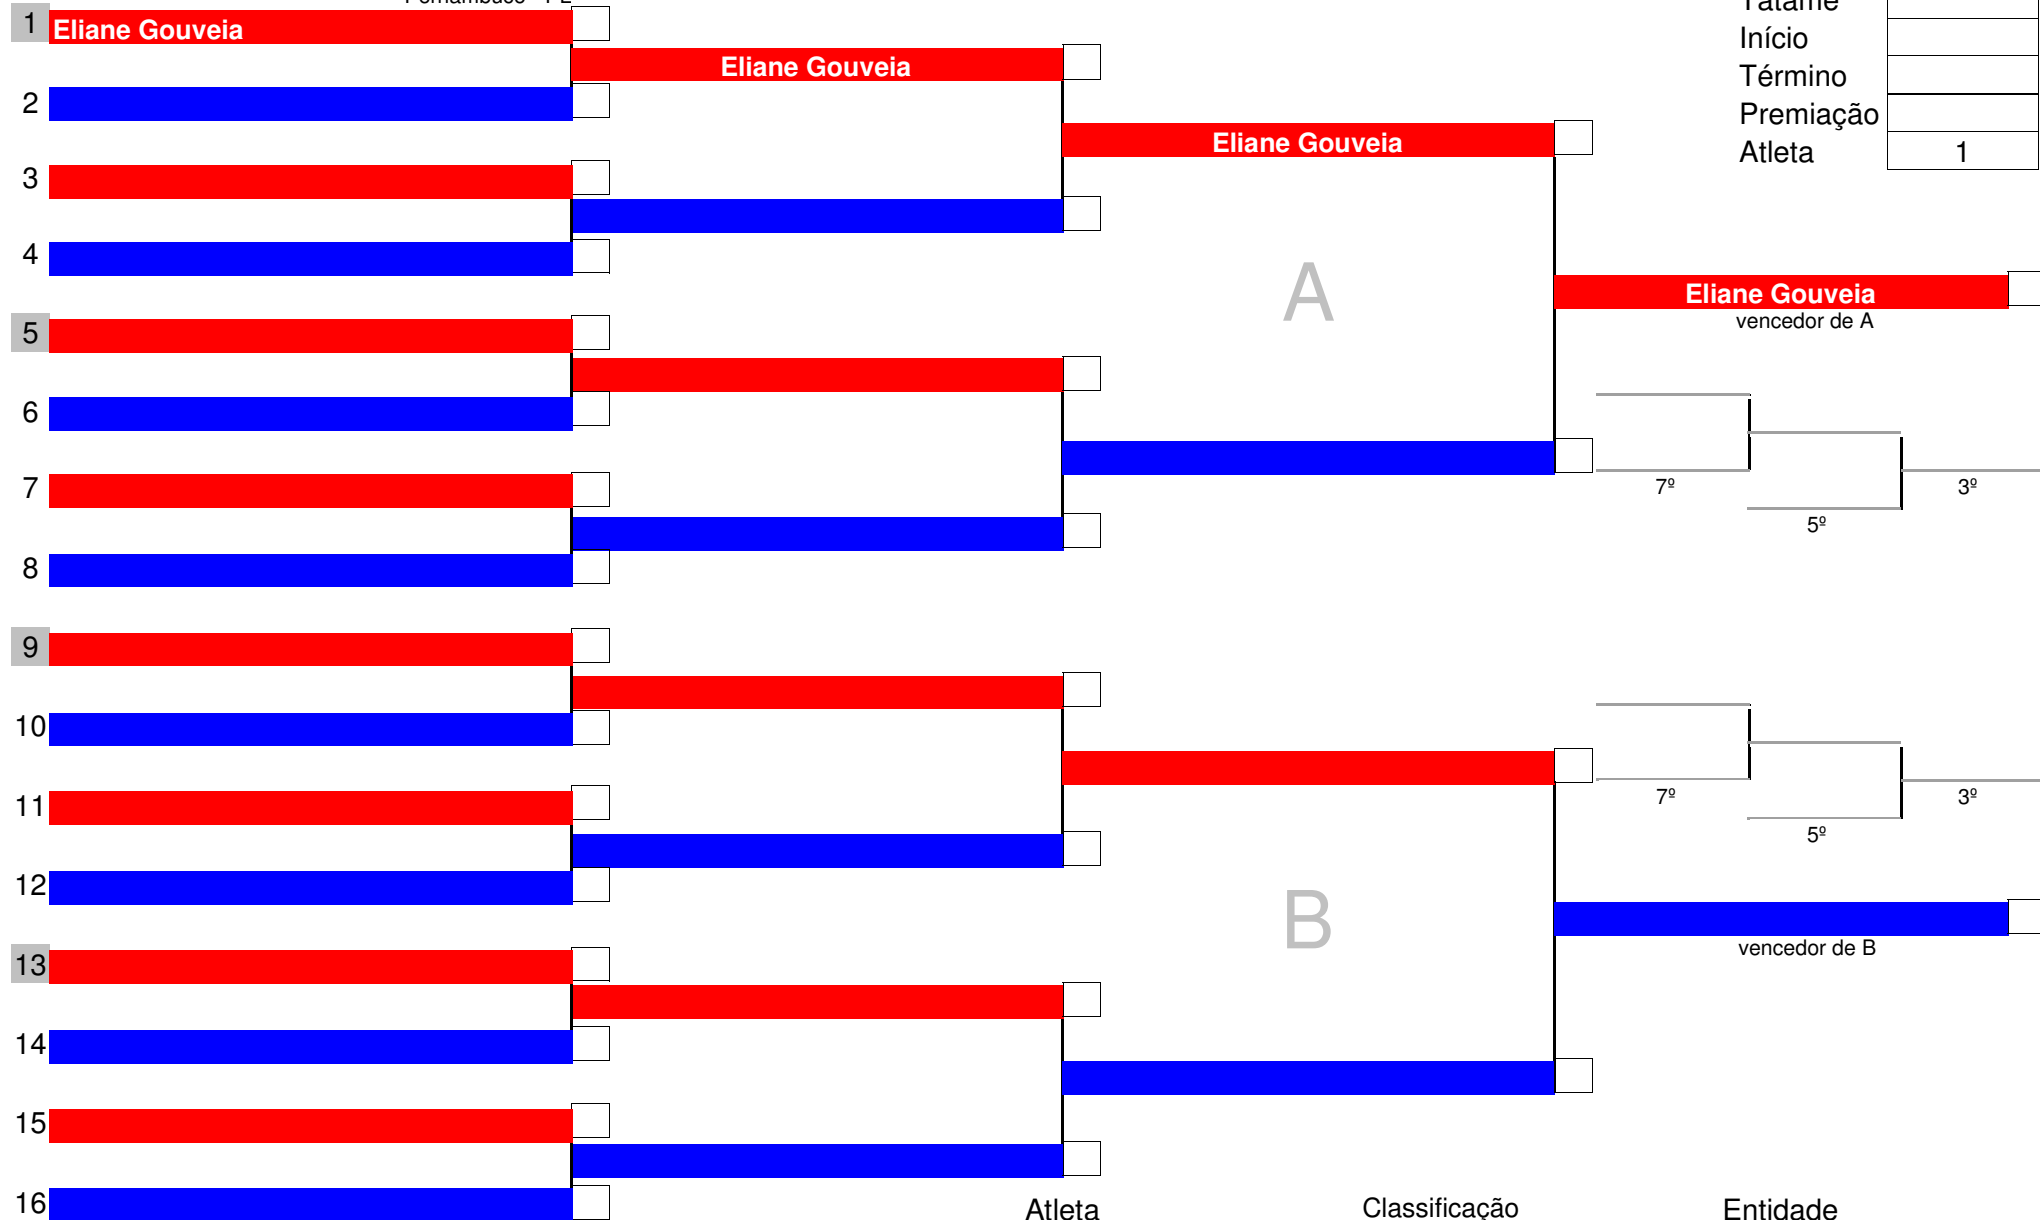 1 Eliane Gouveia
Tatame
Início
Eliane Gouveia
Término
2
Premiação
Eliane Gouveia
Atleta 1
3
4
A
Eliane Gouveia
vencedor de A
5
6
7
7º
3º
5º
8
9
10
11
7º
3º
5º
12
B
vencedor de B
13
14
15
16
Atleta Classificação Entidade